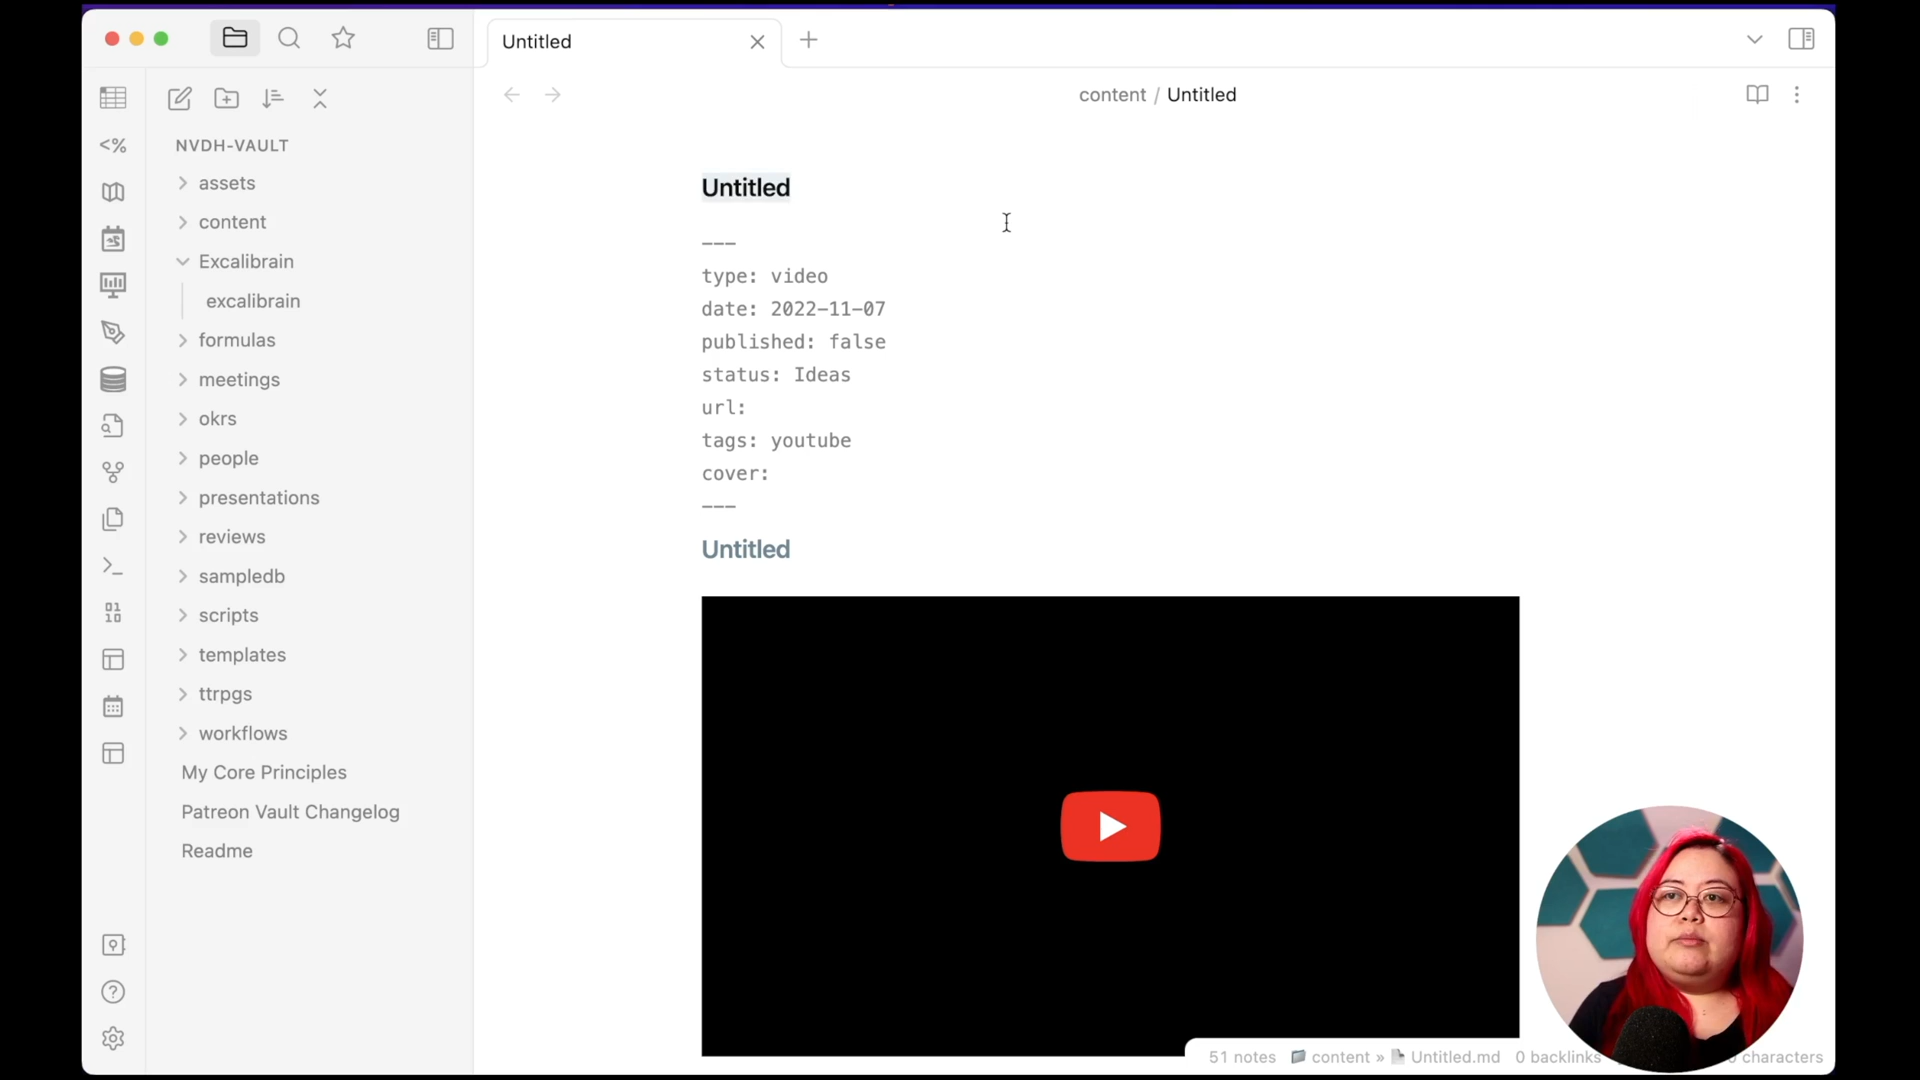 Untitled
content / Untitled
<%
NVDH-VAULT
assets
content
Excalibrain
excalibrain
formulas
meetings
okrs
people
presentations
reviews
sampledb
scripts
templates
ttrpgs
workflows
My Core Principles
Patreon Vault Changelog
Readme
Untitled
---
type: video
date: 2022-11-07
published: false
status: Ideas
url:
tags: youtube
cover:
---
Untitled
51 notes content » Untitled.md 0 backlinks characters